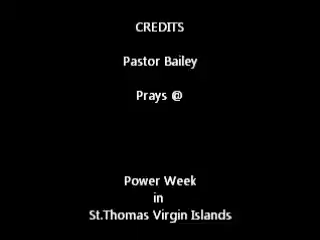 CREDITS
Pastor Bailey
Prays @
Power Week
in
St.Thomas Virgin Islands